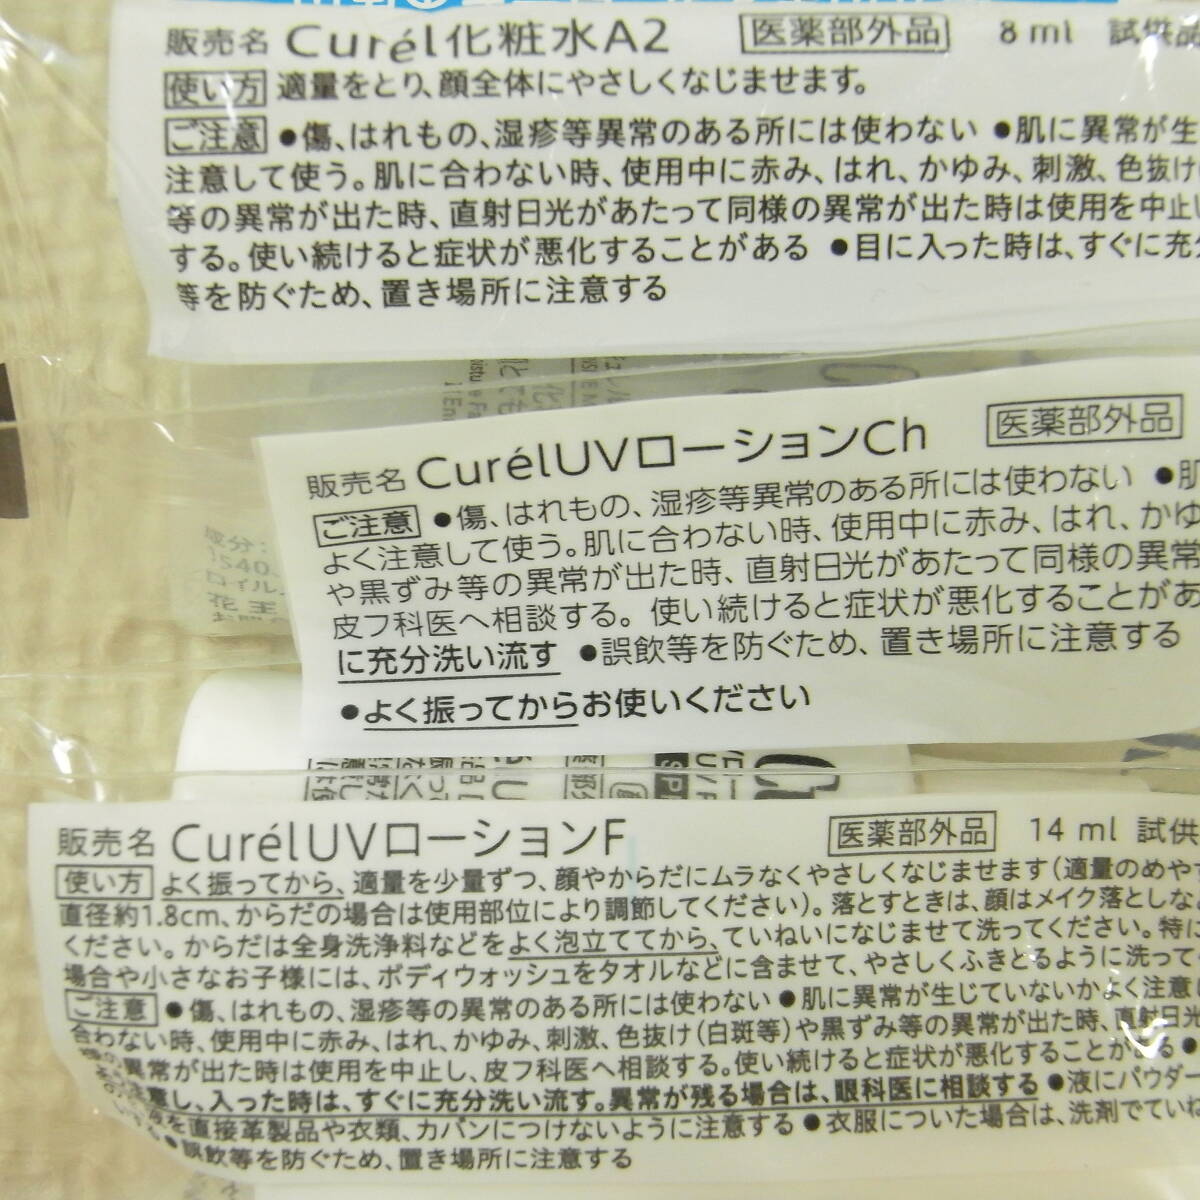 販売名 Curél化粧水A2 医薬部外品 8 ml 試供品
使い方 適量をとり、顔全体にやさしくなじませます。
ご注意 ●傷、はれもの、湿疹等異常のある所には使わない ●肌に異常が生
注意して使う。肌に合わない時、使用中に赤み、はれ、かゆみ、刺激、色抜け
等の異常が出た時、直射日光があたって同様の異常が出た時は使用を中止
する。使い続けると症状が悪化することがある ●目に入った時は、すぐに充
等を防ぐため、置き場所に注意する
販売名 CurélUVローションCh 医薬部外品
ご注意 ●傷、はれもの、湿疹等異常のある所には使わない ●肌
よく注意して使う。肌に合わない時、使用中に赤み、はれ、かゆ
や黒ずみ等の異常が出た時、直射日光があたって同様の異常
皮フ科医へ相談する。使い続けると症状が悪化することがあ
に充分洗い流す ●誤飲等を防ぐため、置き場所に注意する
●よく振ってからお使いください
成分：
花王
販売名 CurélUVローションF 医薬部外品 14 ml 試供
使い方 よく振ってから、適量を少量ずつ、顔やからだにムラなくやさしくなじませます（適量のめや
直径約1.8cm、からだの場合は使用部位により調節してください）。落とすときは、顔はメイク落としな
ください。からだは全身洗浄料などをよく泡立ててから、ていねいになじませて洗ってください。特に
場合や小さなお子様には、ボディウォッシュをタオルなどに含ませて、やさしくふきとるように洗って
ご注意 ●傷、はれもの、湿疹等の異常のある所には使わない ●肌に異常が生じていないかよく注意
合わない時、使用中に赤み、はれ、かゆみ、刺激、色抜け（白斑等）や黒ずみ等の異常が出た時、直射日光
異常が出た時は使用を中止し、皮フ科医へ相談する。使い続けると症状が悪化することがある ●
意し、入った時は、すぐに充分洗い流す。異常が残る場合は、眼科医に相談する ●液にパウダー
液を直接革製品や衣類、カバンにつけないように注意する ●衣服についた場合は、洗剤でていね
●誤飲等を防ぐため、置き場所に注意する